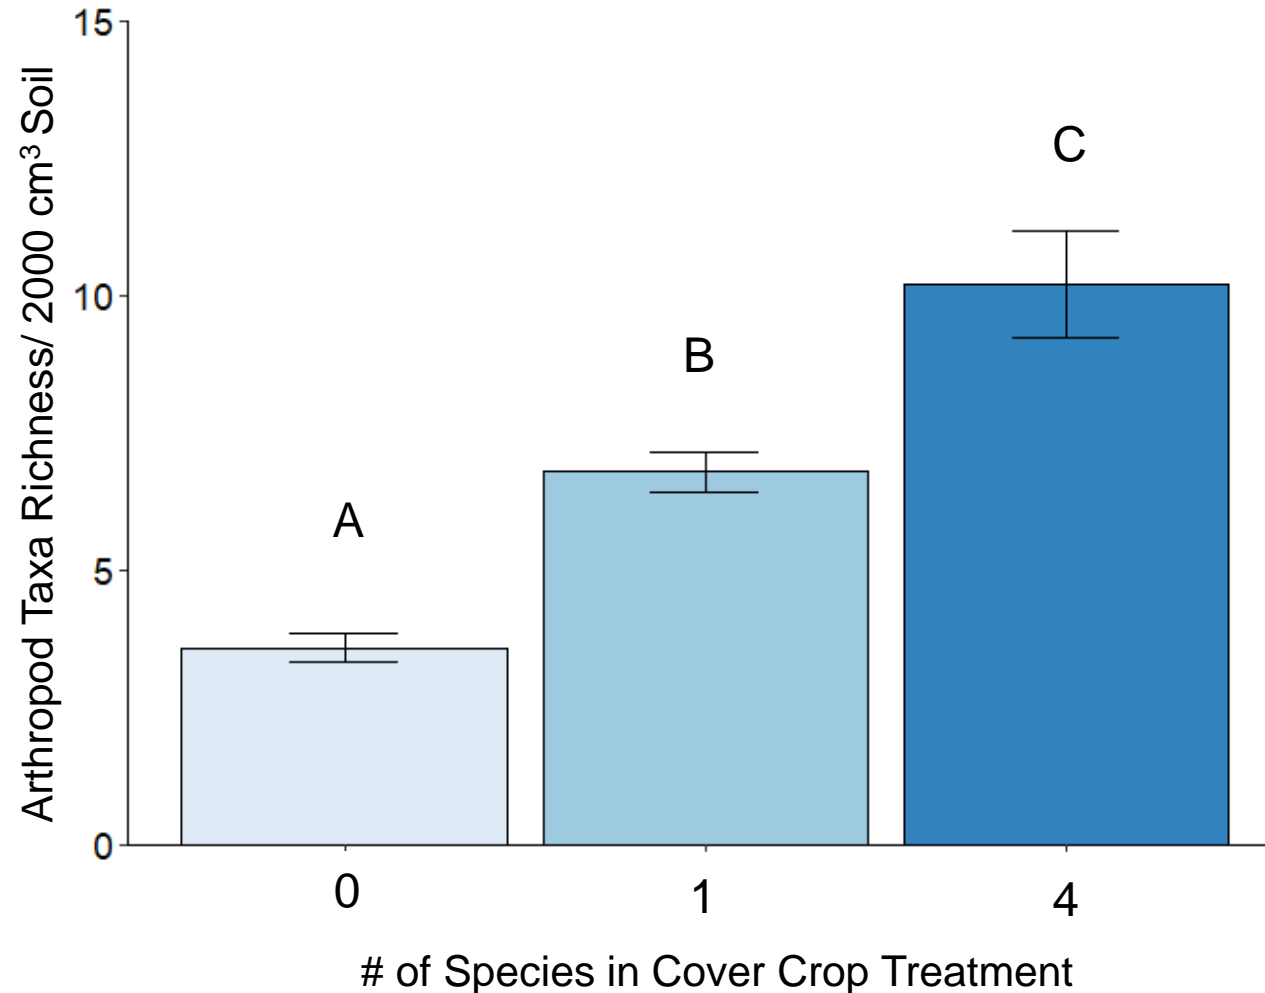 15
10
5
0
Arthropod Taxa Richness/ 2000 cm³ Soil
A
B
C
0
1
4
# of Species in Cover Crop Treatment